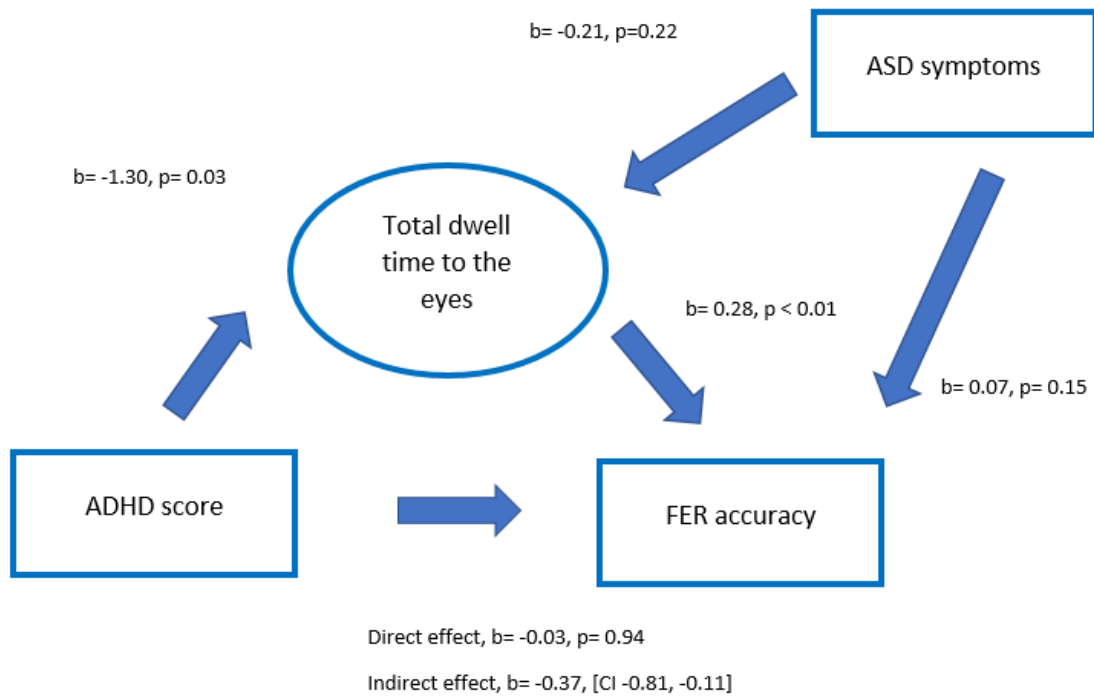 b= -0.21, p=0.22
ASD symptoms
b= -1.30, p= 0.03
Total dwell
time to the
eyes
b= 0.28, p < 0.01
b= 0.07, p= 0.15
ADHD score
FER accuracy
Direct effect, b= -0.03, p= 0.94
Indirect effect, b= -0.37, [CI -0.81, -0.11]